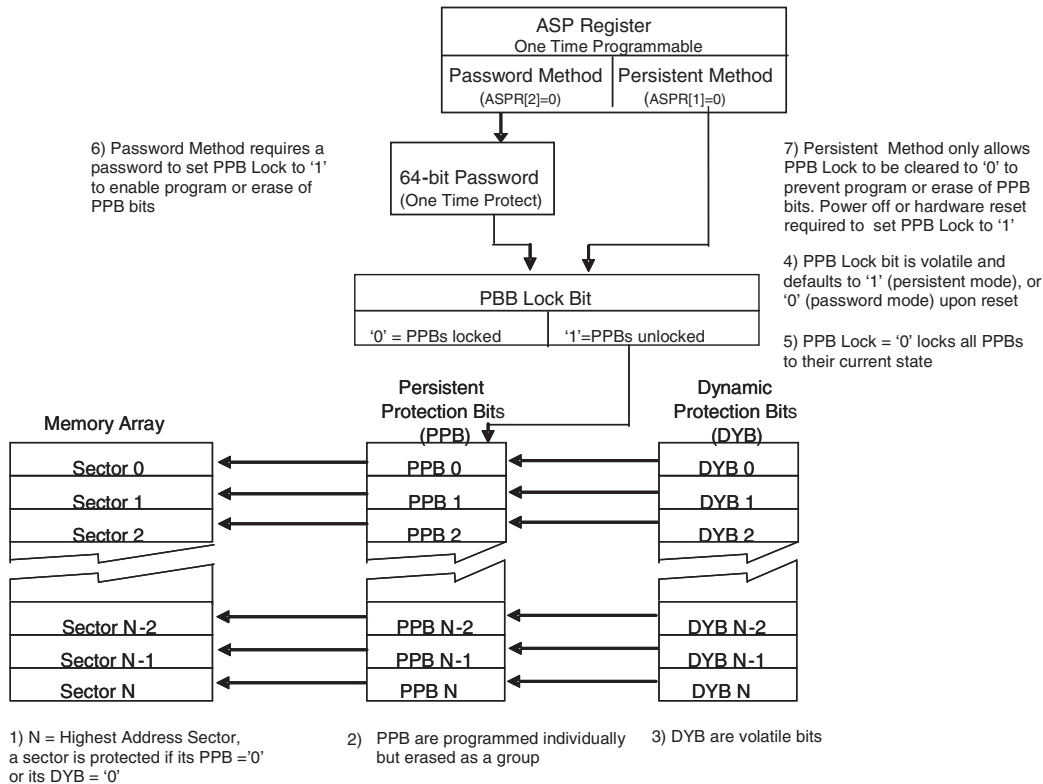 ASP Register
One Time Programmable
Password Method
(ASPR[2]=0)
Persistent Method
(ASPR[1]=0)
6) Password Method requires a
password to set PPB Lock to ‘1’
to enable program or erase of
PPB bits
64-bit Password
(One Time Protect)
7) Persistent Method only allows
PPB Lock to be cleared to ‘0’ to
prevent program or erase of PPB
bits. Power off or hardware reset
required to set PPB Lock to ‘1’
4) PPB Lock bit is volatile and
defaults to ‘1’ (persistent mode), or
‘0’ (password mode) upon reset
5) PPB Lock = ‘0’ locks all PPBs
to their current state
PBB Lock Bit
‘0’ = PPBs locked
‘1’=PPBs unlocked
Memory Array
Persistent
Protection Bits
(PPB)
Dynamic
Protection Bits
(DYB)
Sector 0
PPB 0
DYB 0
Sector 1
PPB 1
DYB 1
Sector 2
PPB 2
DYB 2
Sector N-2
PPB N-2
DYB N-2
Sector N-1
PPB N-1
DYB N-1
Sector N
PPB N
DYB N
1) N = Highest Address Sector,
a sector is protected if its PPB =‘0’
or its DYB = ‘0’
2) PPB are programmed individually
but erased as a group
3) DYB are volatile bits